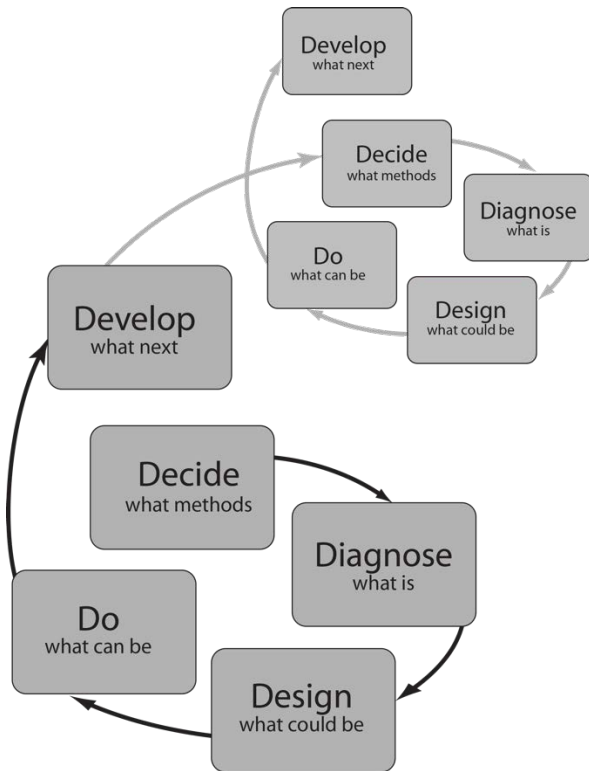 Develop
what next
Decide
what methods
Diagnose
what is
Do
what can be
Design
what could be
Develop
what next
Decide
what methods
Diagnose
what is
Do
what can be
Design
what could be